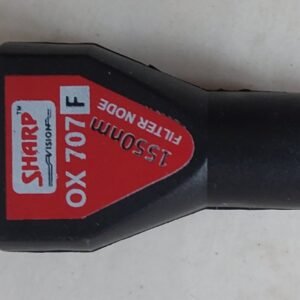 SHARP™
VISION
OX 707 F
1550nm
FILTER NODE